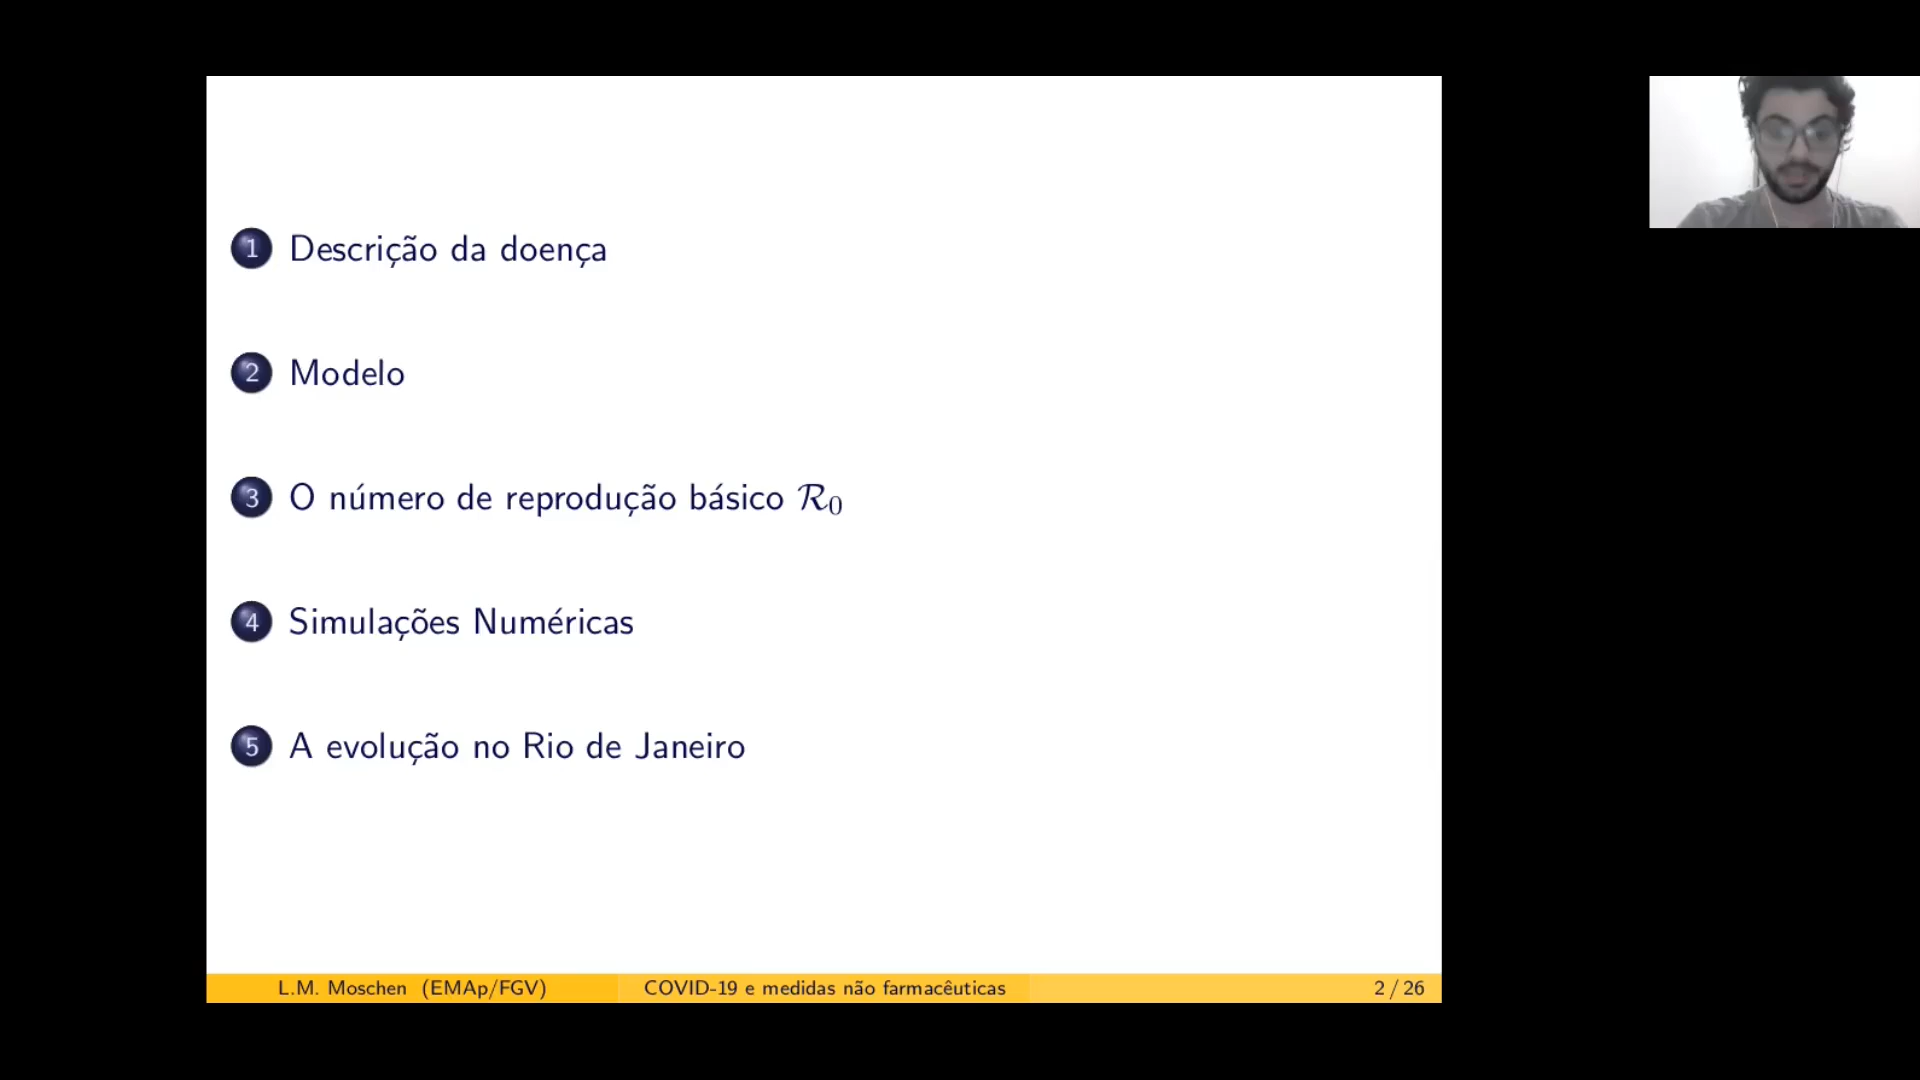 1 Descrição da doença
2 Modelo
3 O número de reprodução básico R₀
4 Simulações Numéricas
5 A evolução no Rio de Janeiro
L.M. Moschen (EMAp/FGV) COVID-19 e medidas não farmacêuticas 2 / 26